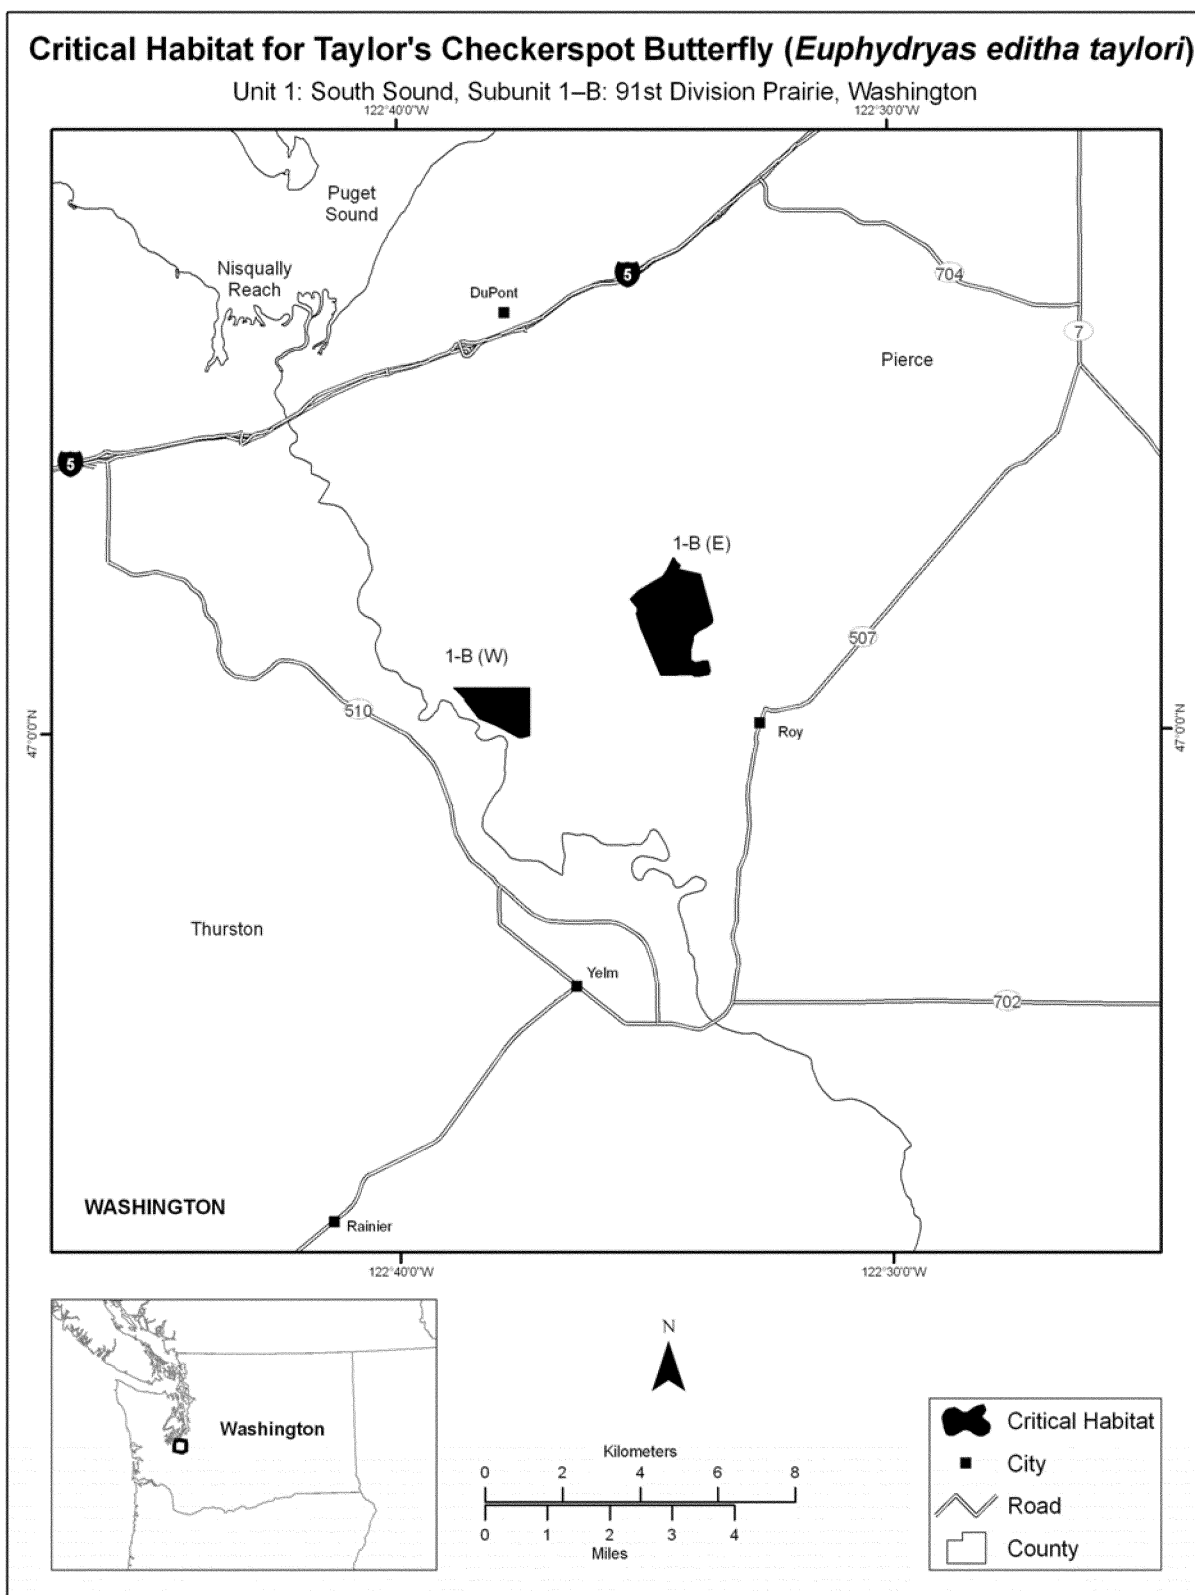 Critical Habitat for Taylor's Checkerspot Butterfly (Euphydryas editha taylori)
Unit 1: South Sound, Subunit 1–B: 91st Division Prairie, Washington
122°40'0"W
122°30'0"W
Puget
Sound
Nisqually
Reach
5
704
DuPont
7
Pierce
5
1-B (E)
507
1-B (W)
510
47°0'0"N
47°0'0"N
Roy
Thurston
Yelm
702
WASHINGTON
Rainier
122°40'0"W
122°30'0"W
N
Washington
Kilometers
0 2 4 6 8
0 1 2 3 4
Miles
Critical Habitat
City
Road
County